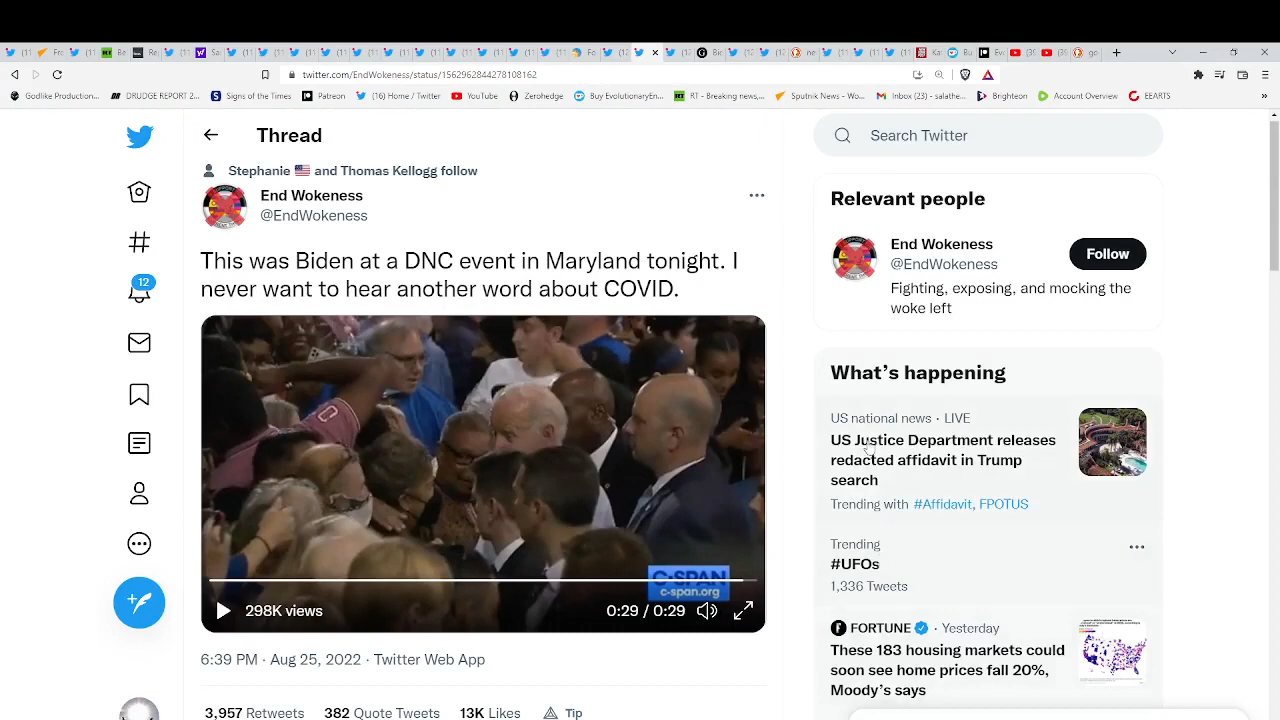 twitter.com/EndWokeness/status/1562962844278108162
Godlike Production...
DRUDGE REPORT 2...
Signs of the Times
Patreon
(16) Home / Twitter
YouTube
Zerohedge
Buy EvolutionaryEn...
RT - Breaking news,...
Sputnik News - Wo...
Inbox (23) - salathe...
Brighteon
Account Overview
EEARTS
»
Thread
Stephanie 🇺🇸 and Thomas Kellogg follow
End Wokeness
@EndWokeness
This was Biden at a DNC event in Maryland tonight. I
never want to hear another word about COVID.
C-SPAN
c-span.org
298K views
0:29 / 0:29
6:39 PM · Aug 25, 2022 · Twitter Web App
3,957 Retweets
382 Quote Tweets
13K Likes
Tip
12
Search Twitter
Relevant people
End Wokeness
@EndWokeness
Follow
Fighting, exposing, and mocking the
woke left
What's happening
US national news · LIVE
US Justice Department releases
redacted affidavit in Trump
search
Trending with #Affidavit, FPOTUS
Trending
#UFOs
1,336 Tweets
FORTUNE · Yesterday
These 183 housing markets could
soon see home prices fall 20%,
Moody's says